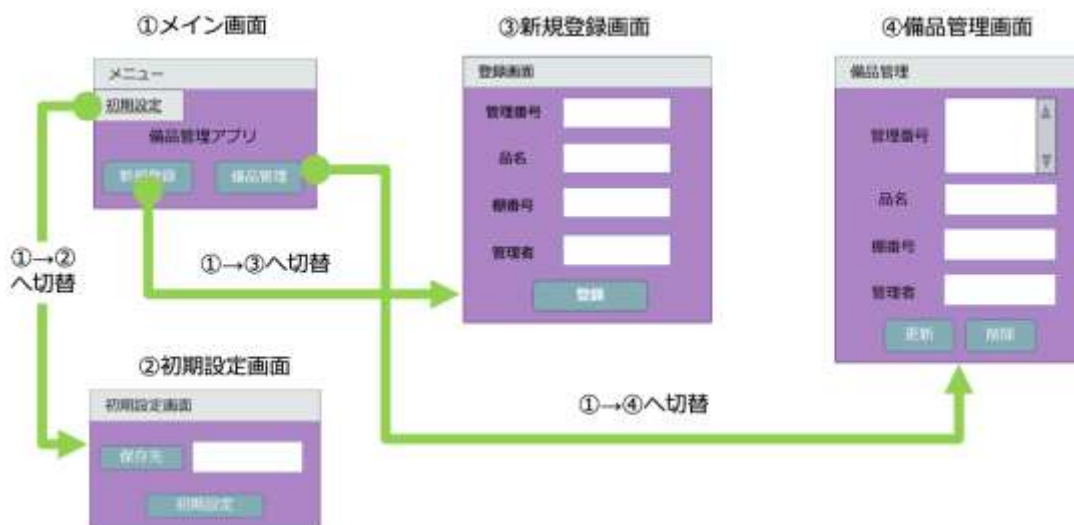 ①メイン画面
メニュー
初期設定
備品管理アプリ
新規登録
備品管理
①→②
へ切替
①→③へ切替
②初期設定画面
初期設定画面
保存先
初期設定
③新規登録画面
登録画面
管理番号
品名
棚番号
管理者
登録
①→④へ切替
④備品管理画面
備品管理
管理番号
品名
棚番号
管理者
更新
削除